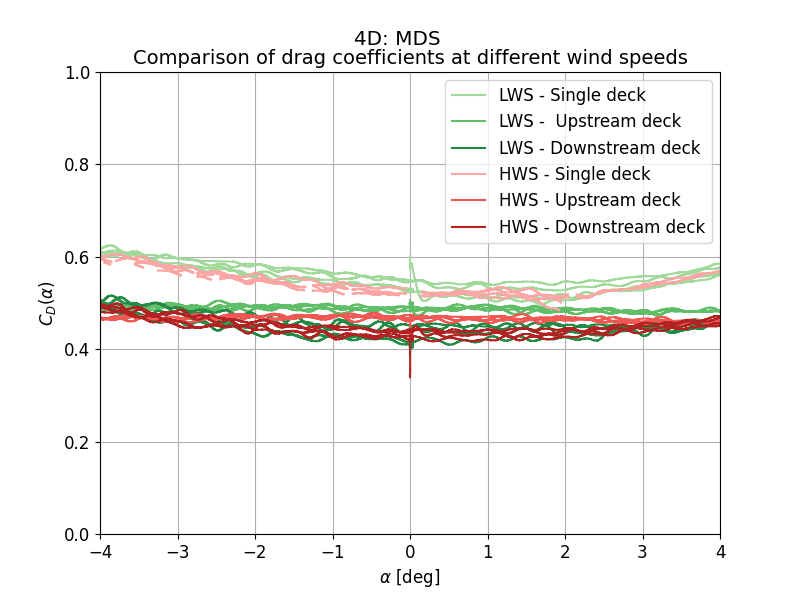 4D: MDS
Comparison of drag coefficients at different wind speeds
1.0
0.8
0.6
0.4
0.2
0.0
C_D(α)
LWS - Single deck
LWS -  Upstream deck
LWS - Downstream deck
HWS - Single deck
HWS - Upstream deck
HWS - Downstream deck
−4 −3 −2 −1 0 1 2 3 4
α [deg]